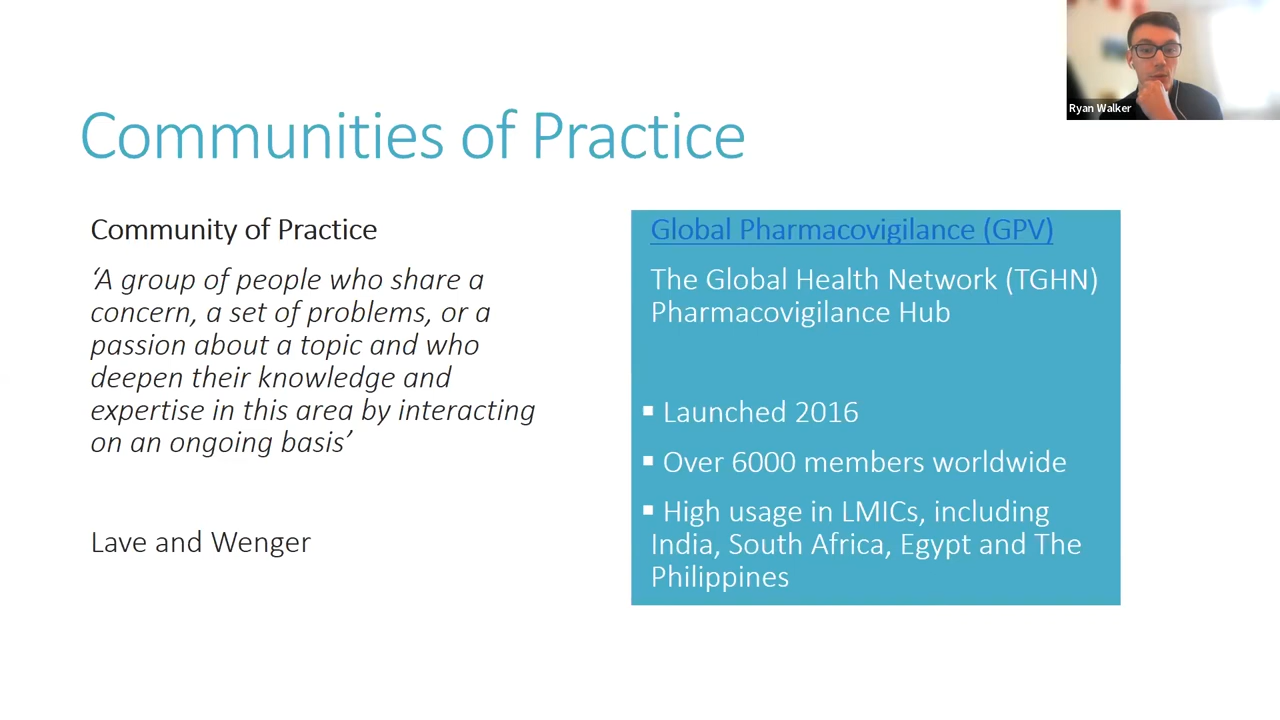 Ryan Walker
Communities of Practice
Community of Practice
‘A group of people who share a
concern, a set of problems, or a
passion about a topic and who
deepen their knowledge and
expertise in this area by interacting
on an ongoing basis’
Lave and Wenger
Global Pharmacovigilance (GPV)
The Global Health Network (TGHN)
Pharmacovigilance Hub
▪ Launched 2016
▪ Over 6000 members worldwide
▪ High usage in LMICs, including
India, South Africa, Egypt and The
Philippines